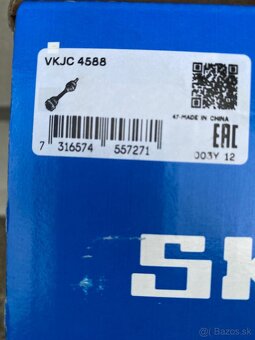 VKJC 4588
47-MADE IN CHINA
EAC
7 316574 557271
003Y 12
SK
bazos.sk